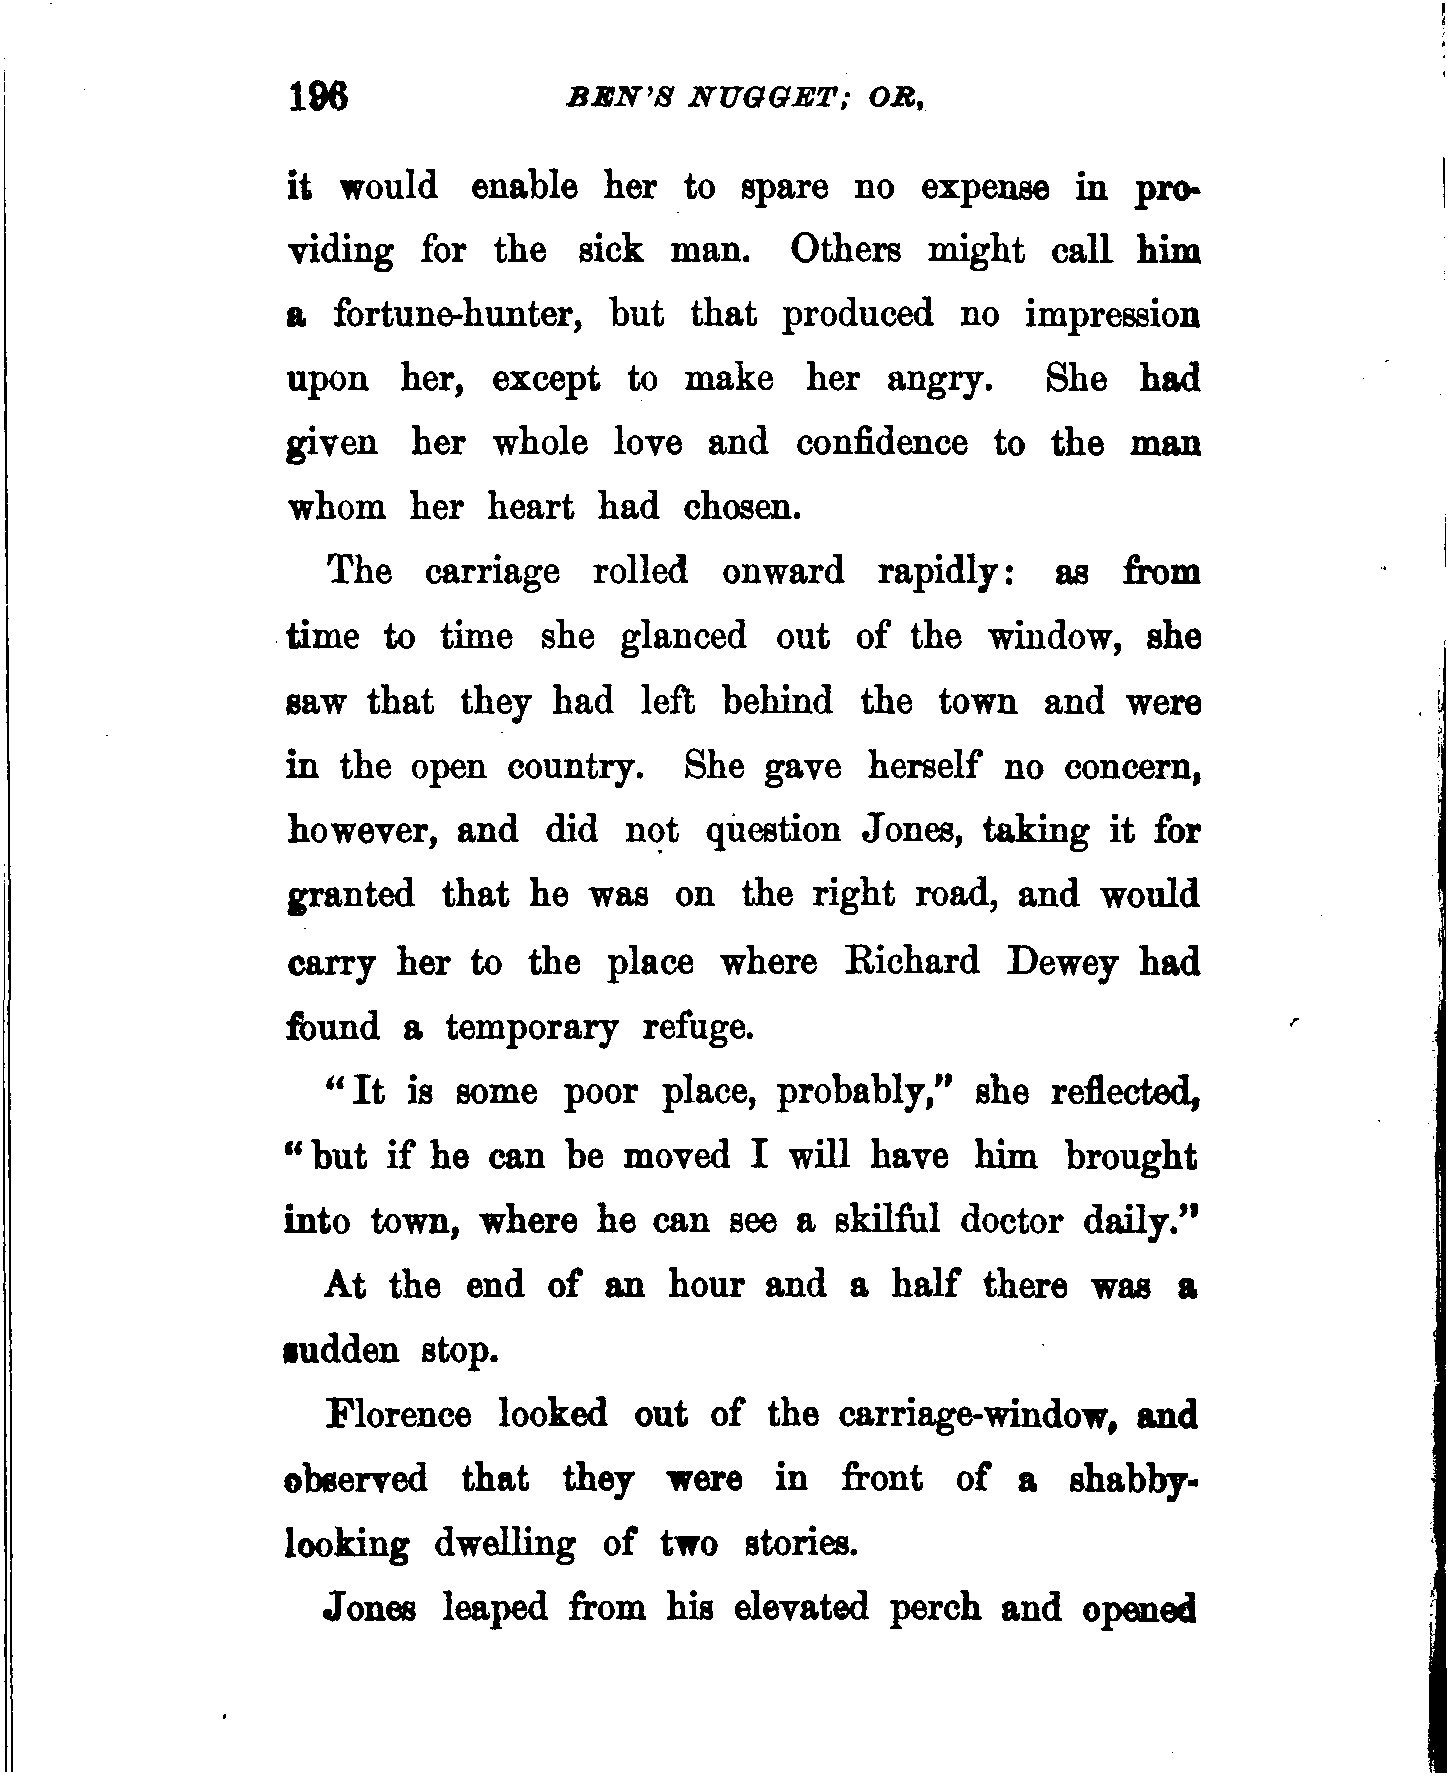 196 BEN'S NUGGET; OR,
it would enable her to spare no expense in pro-
viding for the sick man. Others might call him
a fortune-hunter, but that produced no impression
upon her, except to make her angry. She had
given her whole love and confidence to the man
whom her heart had chosen.
The carriage rolled onward rapidly: as from
time to time she glanced out of the window, she
saw that they had left behind the town and were
in the open country. She gave herself no concern,
however, and did not question Jones, taking it for
granted that he was on the right road, and would
carry her to the place where Richard Dewey had
found a temporary refuge.
"It is some poor place, probably," she reflected,
"but if he can be moved I will have him brought
into town, where he can see a skilful doctor daily."
At the end of an hour and a half there was a
sudden stop.
Florence looked out of the carriage-window, and
observed that they were in front of a shabby-
looking dwelling of two stories.
Jones leaped from his elevated perch and opened